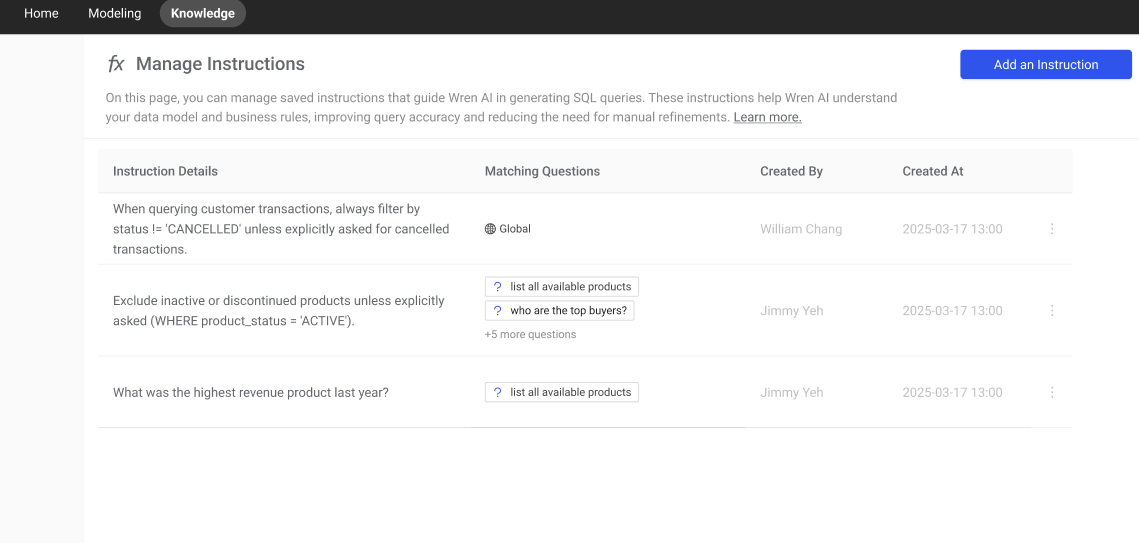 Home Modeling Knowledge
fx Manage Instructions
Add an Instruction
On this page, you can manage saved instructions that guide Wren AI in generating SQL queries. These instructions help Wren AI understand
your data model and business rules, improving query accuracy and reducing the need for manual refinements. Learn more.
Instruction Details Matching Questions Created By Created At
When querying customer transactions, always filter by
status != 'CANCELLED' unless explicitly asked for cancelled
transactions.
Global
William Chang
2025-03-17 13:00
Exclude inactive or discontinued products unless explicitly
asked (WHERE product_status = 'ACTIVE').
? list all available products
? who are the top buyers?
+5 more questions
Jimmy Yeh
2025-03-17 13:00
What was the highest revenue product last year?
? list all available products
Jimmy Yeh
2025-03-17 13:00